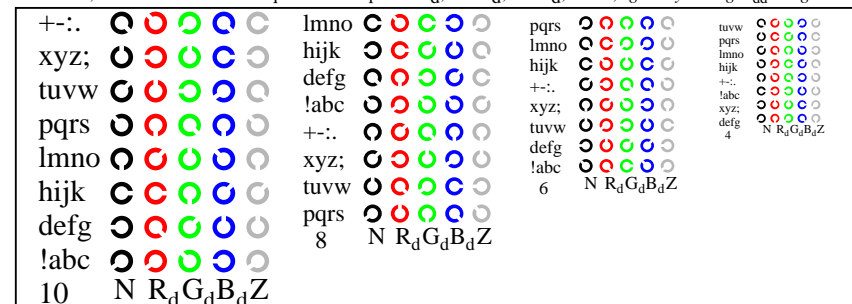 +-:.
xyz;
tuvw
pqrs
lmno
hijk
defg
!abc
10 N RdGdBdZ
lmno
hijk
defg
!abc
+-:.
xyz;
tuvw
pqrs
8 N RdGdBdZ
pqrs
lmno
hijk
+-:.
xyz;
tuvw
defg
!abc
6 N RdGdBdZ
tuvw
pqrs
lmno
hijk
+-:.
!abc
xyz;
defg
4 N RdGdBdZ